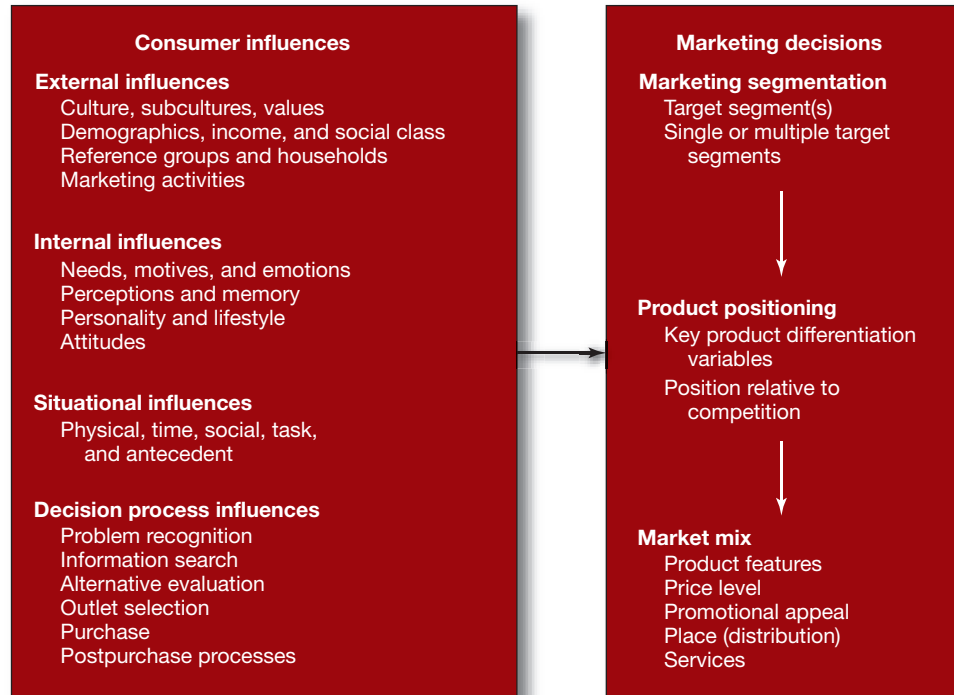 Consumer influences
External influences
Culture, subcultures, values
Demographics, income, and social class
Reference groups and households
Marketing activities
Internal influences
Needs, motives, and emotions
Perceptions and memory
Personality and lifestyle
Attitudes
Situational influences
Physical, time, social, task,
and antecedent
Decision process influences
Problem recognition
Information search
Alternative evaluation
Outlet selection
Purchase
Postpurchase processes
Marketing decisions
Marketing segmentation
Target segment(s)
Single or multiple target
segments
Product positioning
Key product differentiation
variables
Position relative to
competition
Market mix
Product features
Price level
Promotional appeal
Place (distribution)
Services